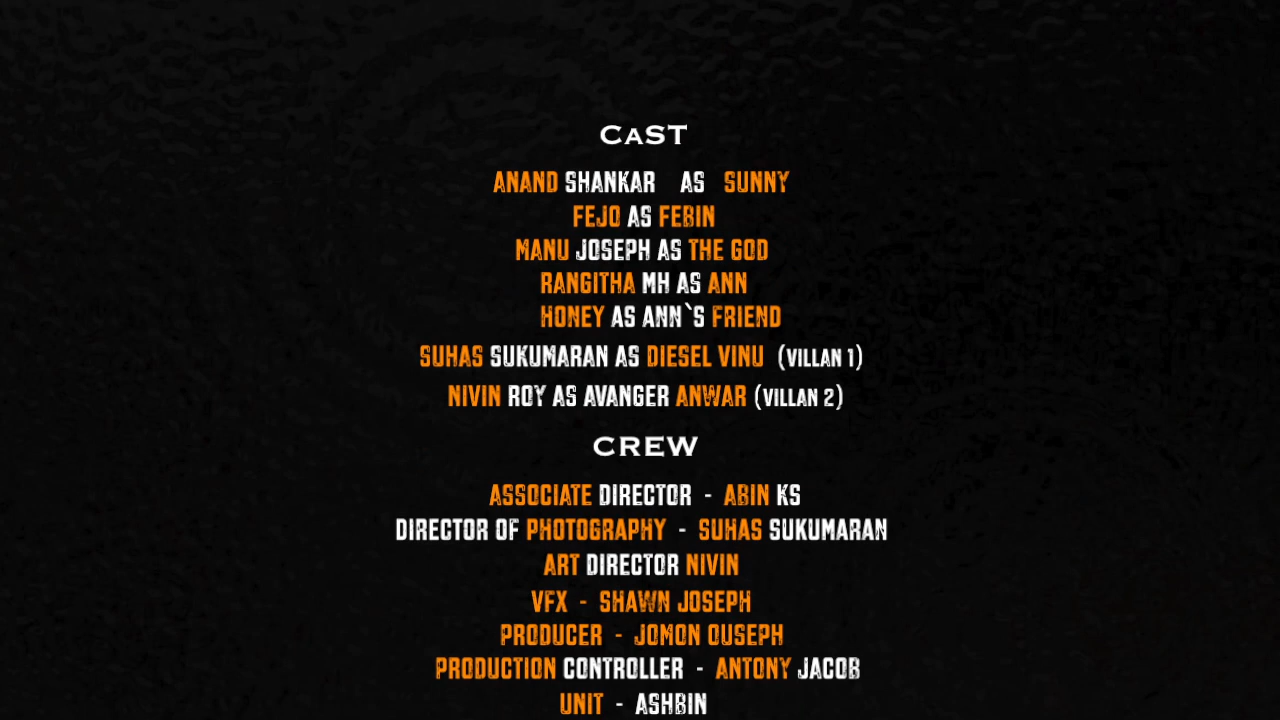 CaST
ANAND SHANKAR AS SUNNY
FEJO AS FEBIN
MANU JOSEPH AS THE GOD
RANGITHA MH AS ANN
HONEY AS ANN`S FRIEND
SUHAS SUKUMARAN AS DIESEL VINU (VILLAN 1)
NIVIN ROY AS AVANGER ANWAR (VILLAN 2)
CREW
ASSOCIATE DIRECTOR - ABIN KS
DIRECTOR OF PHOTOGRAPHY - SUHAS SUKUMARAN
ART DIRECTOR NIVIN
VFX - SHAWN JOSEPH
PRODUCER - JOMON OUSEPH
PRODUCTION CONTROLLER - ANTONY JACOB
UNIT - ASHBIN